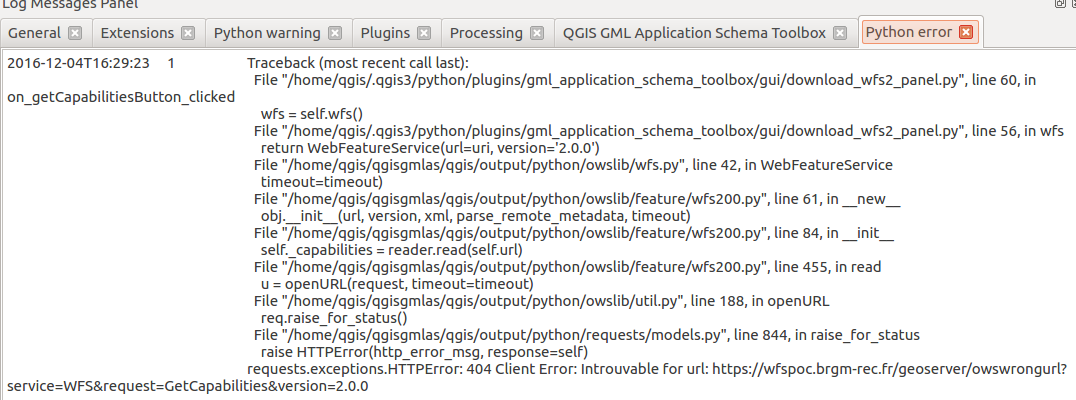 Log Messages Panel
General Extensions Python warning Plugins Processing QGIS GML Application Schema Toolbox Python error
2016-12-04T16:29:23 1 Traceback (most recent call last):
File "/home/qgis/.qgis3/python/plugins/gml_application_schema_toolbox/gui/download_wfs2_panel.py", line 60, in
on_getCapabilitiesButton_clicked
wfs = self.wfs()
File "/home/qgis/.qgis3/python/plugins/gml_application_schema_toolbox/gui/download_wfs2_panel.py", line 56, in wfs
return WebFeatureService(url=uri, version='2.0.0')
File "/home/qgis/qgisgmlas/qgis/output/python/owslib/wfs.py", line 42, in WebFeatureService
timeout=timeout)
File "/home/qgis/qgisgmlas/qgis/output/python/owslib/feature/wfs200.py", line 61, in __new__
obj.__init__(url, version, xml, parse_remote_metadata, timeout)
File "/home/qgis/qgisgmlas/qgis/output/python/owslib/feature/wfs200.py", line 84, in __init__
self._capabilities = reader.read(self.url)
File "/home/qgis/qgisgmlas/qgis/output/python/owslib/feature/wfs200.py", line 455, in read
u = openURL(request, timeout=timeout)
File "/home/qgis/qgisgmlas/qgis/output/python/owslib/util.py", line 188, in openURL
req.raise_for_status()
File "/home/qgis/qgisgmlas/qgis/output/python/requests/models.py", line 844, in raise_for_status
raise HTTPError(http_error_msg, response=self)
requests.exceptions.HTTPError: 404 Client Error: Introuvable for url: https://wfspoc.brgm-rec.fr/geoserver/owswrongurl?
service=WFS&request=GetCapabilities&version=2.0.0